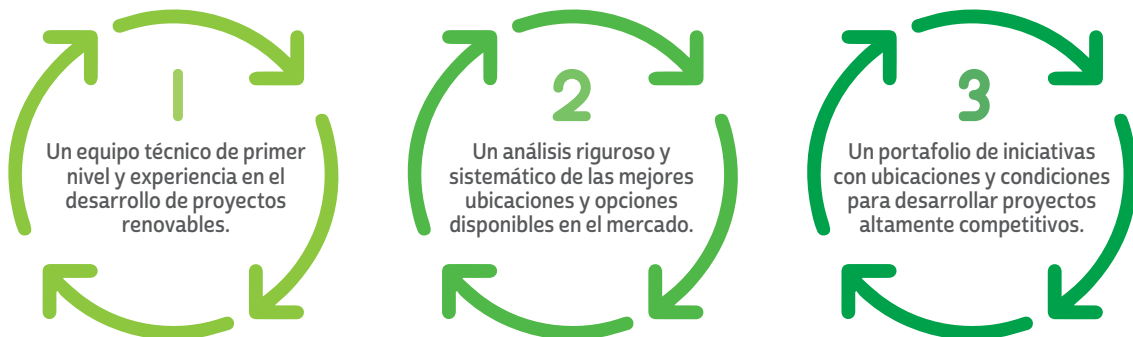 1
Un equipo técnico de primer
nivel y experiencia en el
desarrollo de proyectos
renovables.
2
Un análisis riguroso y
sistemático de las mejores
ubicaciones y opciones
disponibles en el mercado.
3
Un portafolio de iniciativas
con ubicaciones y condiciones
para desarrollar proyectos
altamente competitivos.